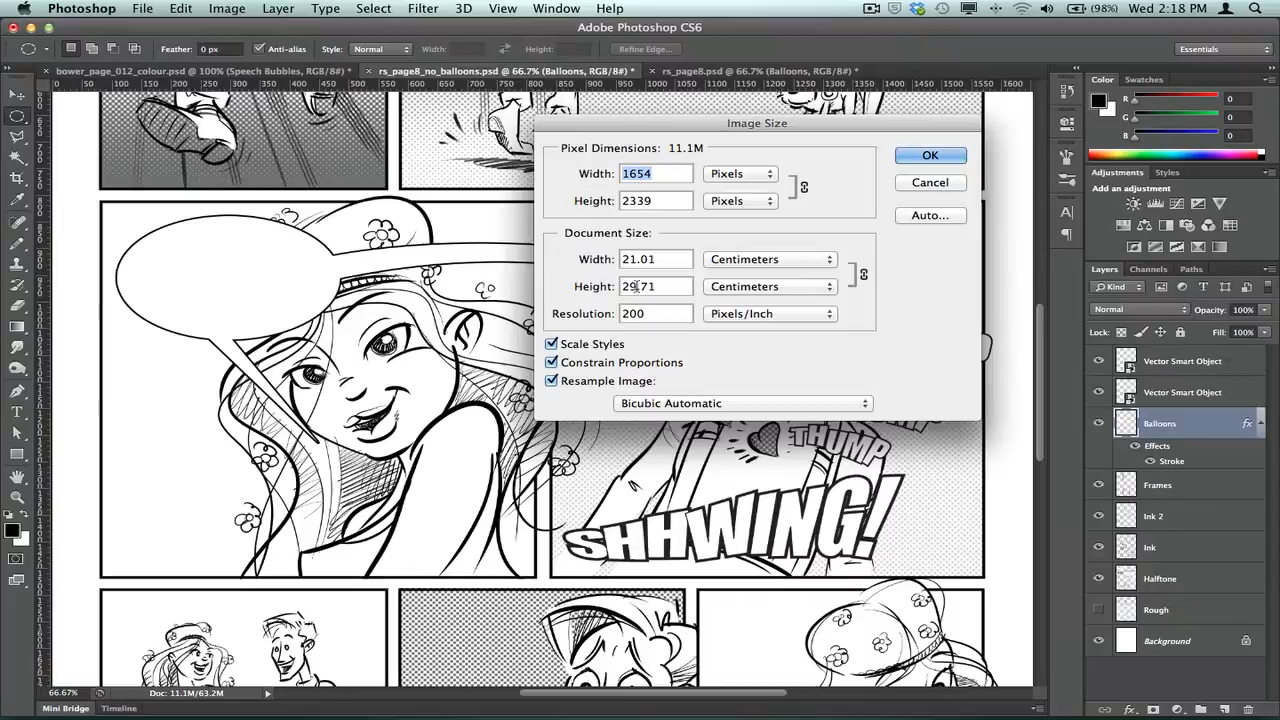 Photoshop File Edit Image Layer Type Select Filter 3D View Window Help (98%) Wed 2:18 PM
Adobe Photoshop CS6
Feather: 0 px Anti-alias Style: Normal Width: Height: Refine Edge... Essentials
bower_page_012_colour.psd @ 100% (Speech Bubbles, RGB/8#) * rs_page8_no_balloons.psd @ 66.7% (Balloons, RGB/8#) * rs_page8.psd @ 66.7% (Balloons, RGB/8#) *
Color Swatches
R 0
G 0
B 0
Image Size
Pixel Dimensions: 11.1M
Width: 1654 Pixels
Height: 2339 Pixels
Document Size:
Width: 21.01 Centimeters
Height: 29.71 Centimeters
Resolution: 200 Pixels/Inch
Scale Styles
Constrain Proportions
Resample Image:
Bicubic Automatic
OK
Cancel
Auto...
Adjustments Styles
Add an adjustment
Layers Channels Paths
Kind
Normal Opacity: 100%
Lock: Fill: 100%
Vector Smart Object
Vector Smart Object
Balloons fx
Effects
Stroke
Frames
Ink 2
Ink
Halftone
Rough
Background
THUMP
SHHWING!
66.67% Doc: 11.1M/63.2M
Mini Bridge Timeline